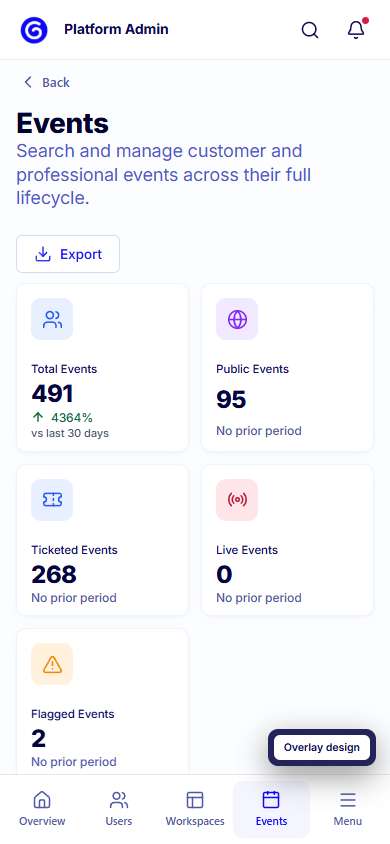 Platform Admin
Back
Events
Search and manage customer and
professional events across their full
lifecycle.
Export
Total Events
491
4364%
vs last 30 days
Public Events
95
No prior period
Ticketed Events
268
No prior period
Live Events
0
No prior period
Flagged Events
2
No prior period
Overlay design
Overview
Users
Workspaces
Events
Menu